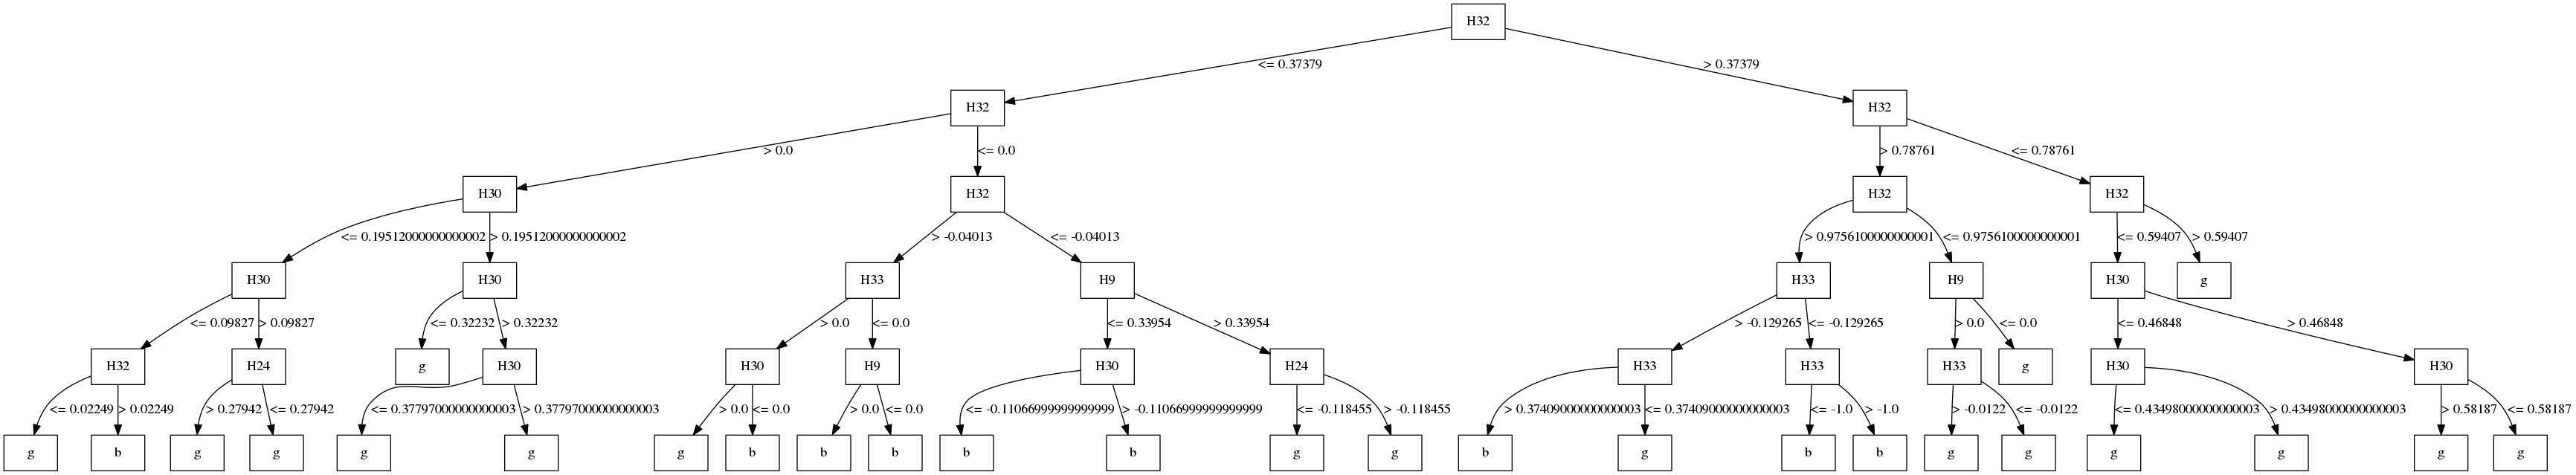 H32
<= 0.37379 > 0.37379
H32 H32
> 0.0 <= 0.0 > 0.78761 <= 0.78761
H30 H32 H32 H32
<= 0.19512000000000002 > 0.19512000000000002 > -0.04013 <= -0.04013 > 0.9756100000000001 <= 0.9756100000000001 <= 0.59407 > 0.59407
H30 H30 H33 H9 H33 H9 H30 g
<= 0.09827 > 0.09827 <= 0.32232 > 0.32232 > 0.0 <= 0.0 <= 0.33954 > 0.33954 > -0.129265 <= -0.129265 > 0.0 <= 0.0 <= 0.46848 > 0.46848
H32 H24 g H30 H30 H9 H30 H24 H33 H33 H33 g H30 H30
<= 0.02249 > 0.02249 > 0.27942 <= 0.27942 <= 0.37797000000000003 > 0.37797000000000003 > 0.0 <= 0.0 > 0.0 <= 0.0 <= -0.11066999999999999 > -0.11066999999999999 <= -0.118455 > -0.118455 > 0.37409000000000003 <= 0.37409000000000003 <= -1.0 > -1.0 > -0.0122 <= -0.0122 <= 0.43498000000000003 > 0.43498000000000003 > 0.58187 <= 0.58187
g b g g g g g b b b b b g g b g b b g g g g g g